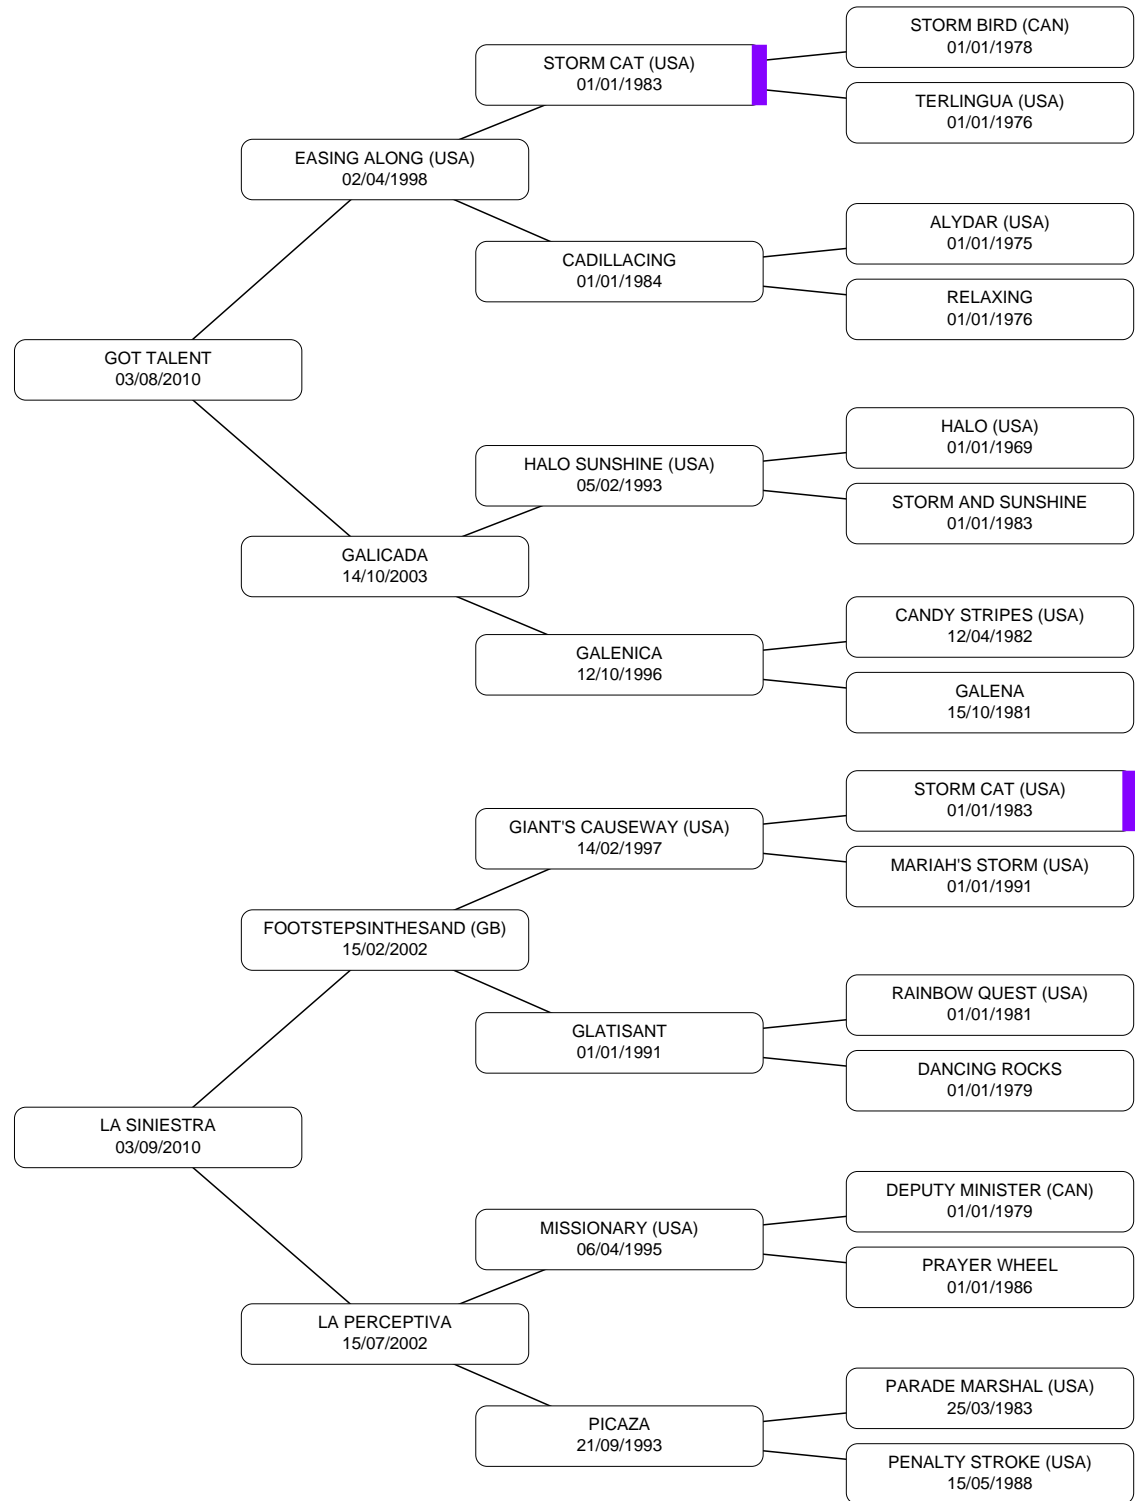 STORM BIRD (CAN)
01/01/1978
STORM CAT (USA)
01/01/1983
TERLINGUA (USA)
01/01/1976
EASING ALONG (USA)
02/04/1998
ALYDAR (USA)
01/01/1975
CADILLACING
01/01/1984
RELAXING
01/01/1976
GOT TALENT
03/08/2010
HALO (USA)
01/01/1969
HALO SUNSHINE (USA)
05/02/1993
STORM AND SUNSHINE
01/01/1983
GALICADA
14/10/2003
CANDY STRIPES (USA)
12/04/1982
GALENICA
12/10/1996
GALENA
15/10/1981
STORM CAT (USA)
01/01/1983
GIANT'S CAUSEWAY (USA)
14/02/1997
MARIAH'S STORM (USA)
01/01/1991
FOOTSTEPSINTHESAND (GB)
15/02/2002
RAINBOW QUEST (USA)
01/01/1981
GLATISANT
01/01/1991
DANCING ROCKS
01/01/1979
LA SINIESTRA
03/09/2010
DEPUTY MINISTER (CAN)
01/01/1979
MISSIONARY (USA)
06/04/1995
PRAYER WHEEL
01/01/1986
LA PERCEPTIVA
15/07/2002
PARADE MARSHAL (USA)
25/03/1983
PICAZA
21/09/1993
PENALTY STROKE (USA)
15/05/1988